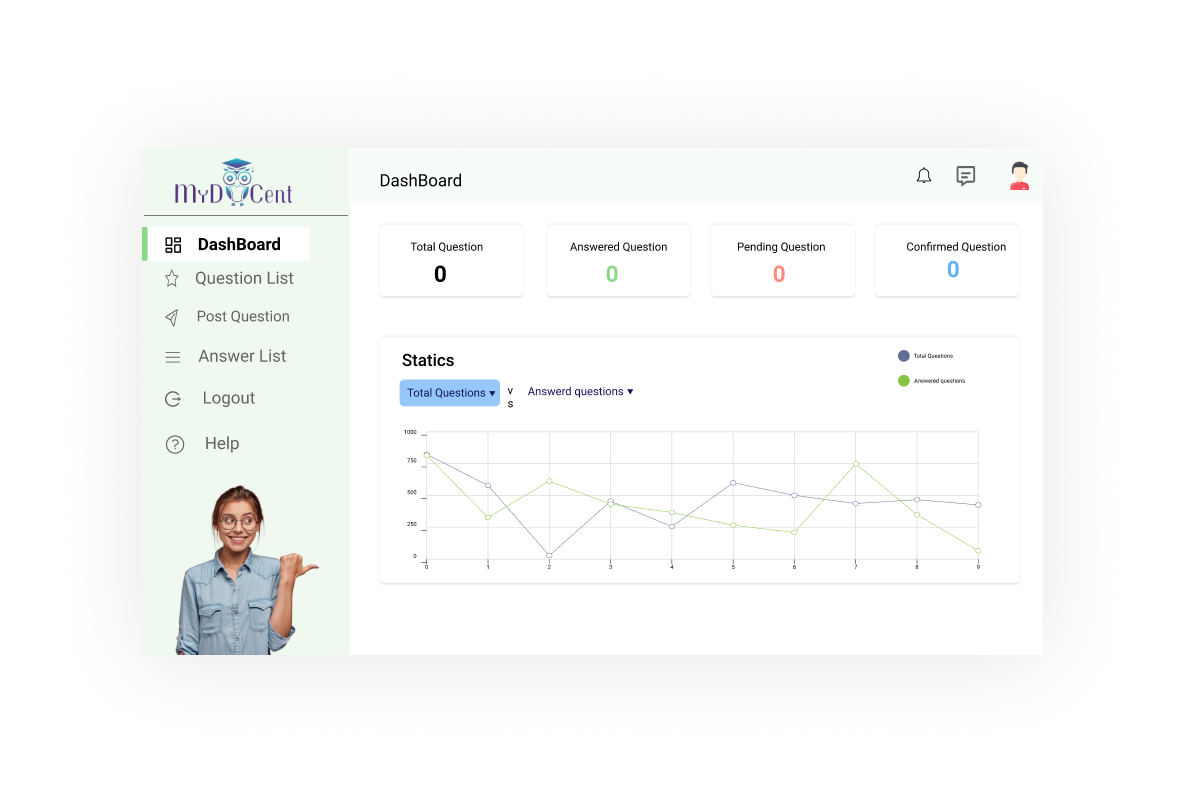 MyDoCent
DashBoard
Question List
Post Question
Answer List
Logout
Help
DashBoard
Total Question
0
Answered Question
0
Pending Question
0
Confirmed Question
0
Statics
Total Questions ▾
v
s
Answerd questions ▾
Total Questions
Answered questions
1000
750
500
250
0
0 1 2 3 4 5 6 7 8 9